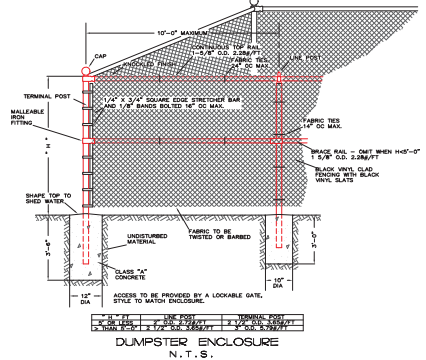 10'-0" MAXIMUM
CAP
KNUCKLED FINISH
CONTINUOUS TOP RAIL
1-5/8" O.D. 2.28#/FT
FABRIC TIES
24" OC MAX.
LINE POST
TERMINAL POST
1/4" X 3/4" SQUARE EDGE STRETCHER BAR
AND 1/8" BANDS BOLTED 16" OC MAX.
MALLEABLE
IRON
FITTING
FABRIC TIES
14" OC MAX.
" H "
BRACE RAIL - OMIT WHEN H<5'-0"
1 5/8" O.D. 2.28#/FT
BLACK VINYL CLAD
FENCING WITH BLACK
VINYL SLATS
SHAPE TOP TO
SHED WATER
FABRIC TO BE
TWISTED OR BARBED
UNDISTURBED
MATERIAL
3'-6"
3'-0"
CLASS "A"
CONCRETE
12"
DIA
10"
DIA
ACCESS TO BE PROVIDED BY A LOCKABLE GATE,
STYLE TO MATCH ENCLOSURE.
" H " FT LINE POST TERMINAL POST
5' OR LESS 2" O.D. 2.72#/FT 2 1/2" O.D. 3.65#/FT
> THAN 5'-0" 2 1/2" O.D. 3.65#/FT 3" O.D. 5.79#/FT
DUMPSTER ENCLOSURE
N.T.S.